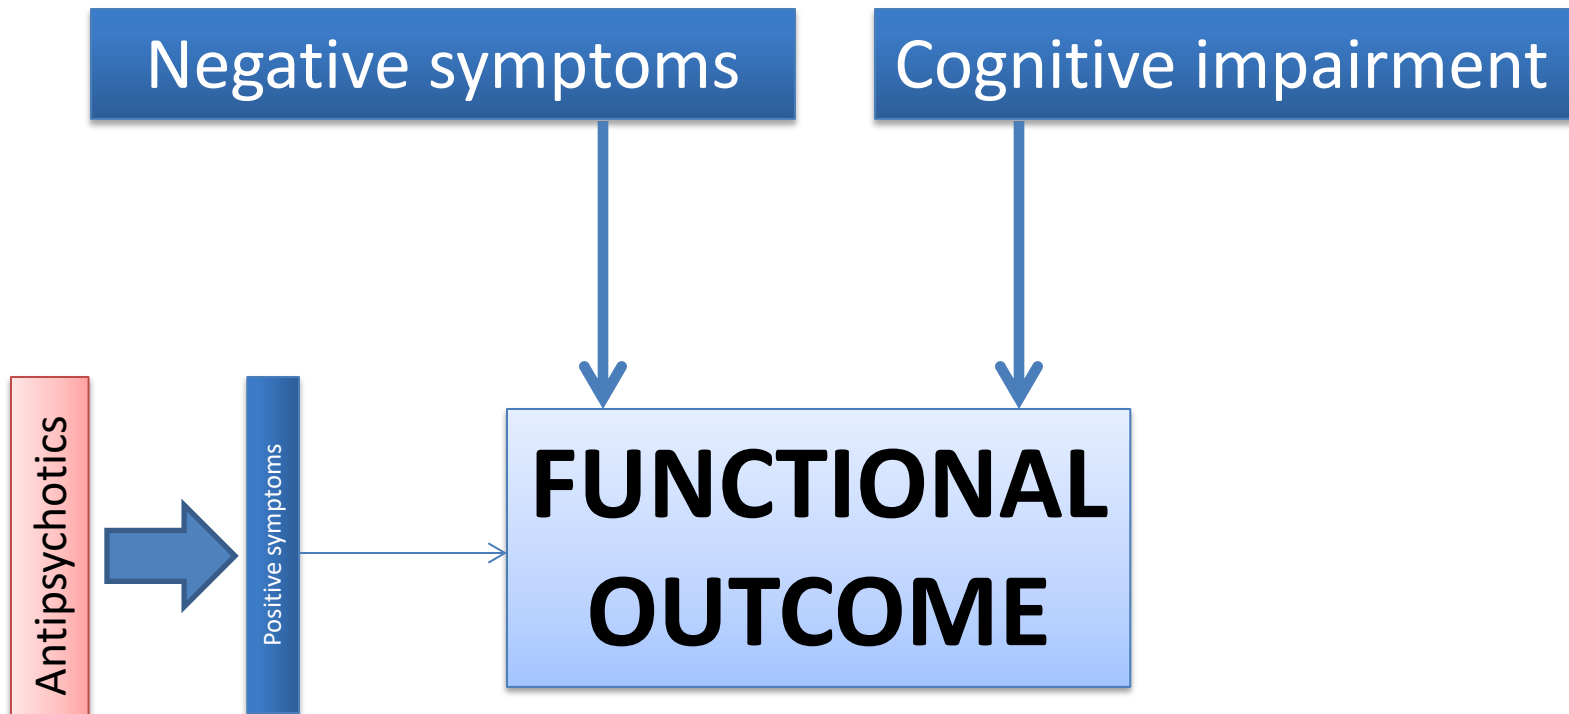 Negative symptoms
Cognitive impairment
Antipsychotics
Positive symptoms
FUNCTIONAL
OUTCOME